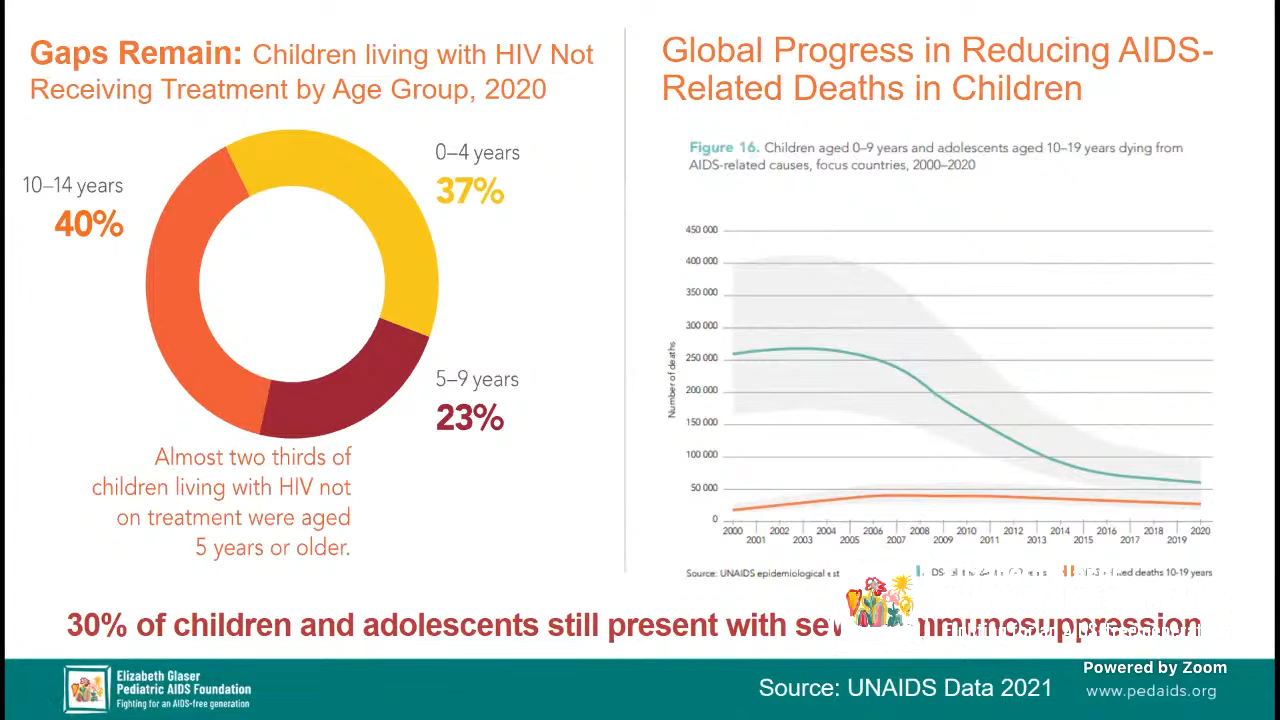 Gaps Remain: Children living with HIV Not
Receiving Treatment by Age Group, 2020
0–4 years
37%
10–14 years
40%
5–9 years
23%
Almost two thirds of
children living with HIV not
on treatment were aged
5 years or older.
Global Progress in Reducing AIDS-
Related Deaths in Children
Figure 16. Children aged 0–9 years and adolescents aged 10–19 years dying from
AIDS-related causes, focus countries, 2000–2020
Number of deaths
450 000
400 000
350 000
300 000
250 000
200 000
150 000
100 000
50 000
0
2000 2002 2004 2006 2008 2010 2012 2014 2016 2018 2020
2001 2003 2005 2007 2009 2011 2013 2015 2017 2019
Source: UNAIDS epidemiological
deaths 10-19 years
30% of children and adolescents still present with
Elizabeth Glaser
Pediatric AIDS Foundation
Fighting for an AIDS-free generation
Source: UNAIDS Data 2021
Powered by Zoom
www.pedaids.org